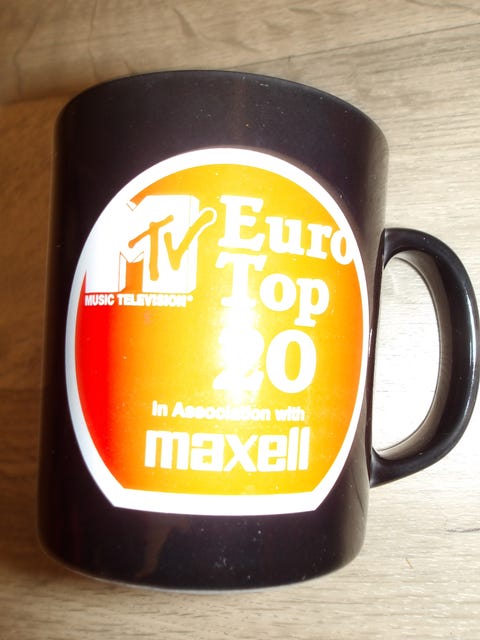 MTV
MUSIC TELEVISION®
Euro
Top
20
in Association with
maxell